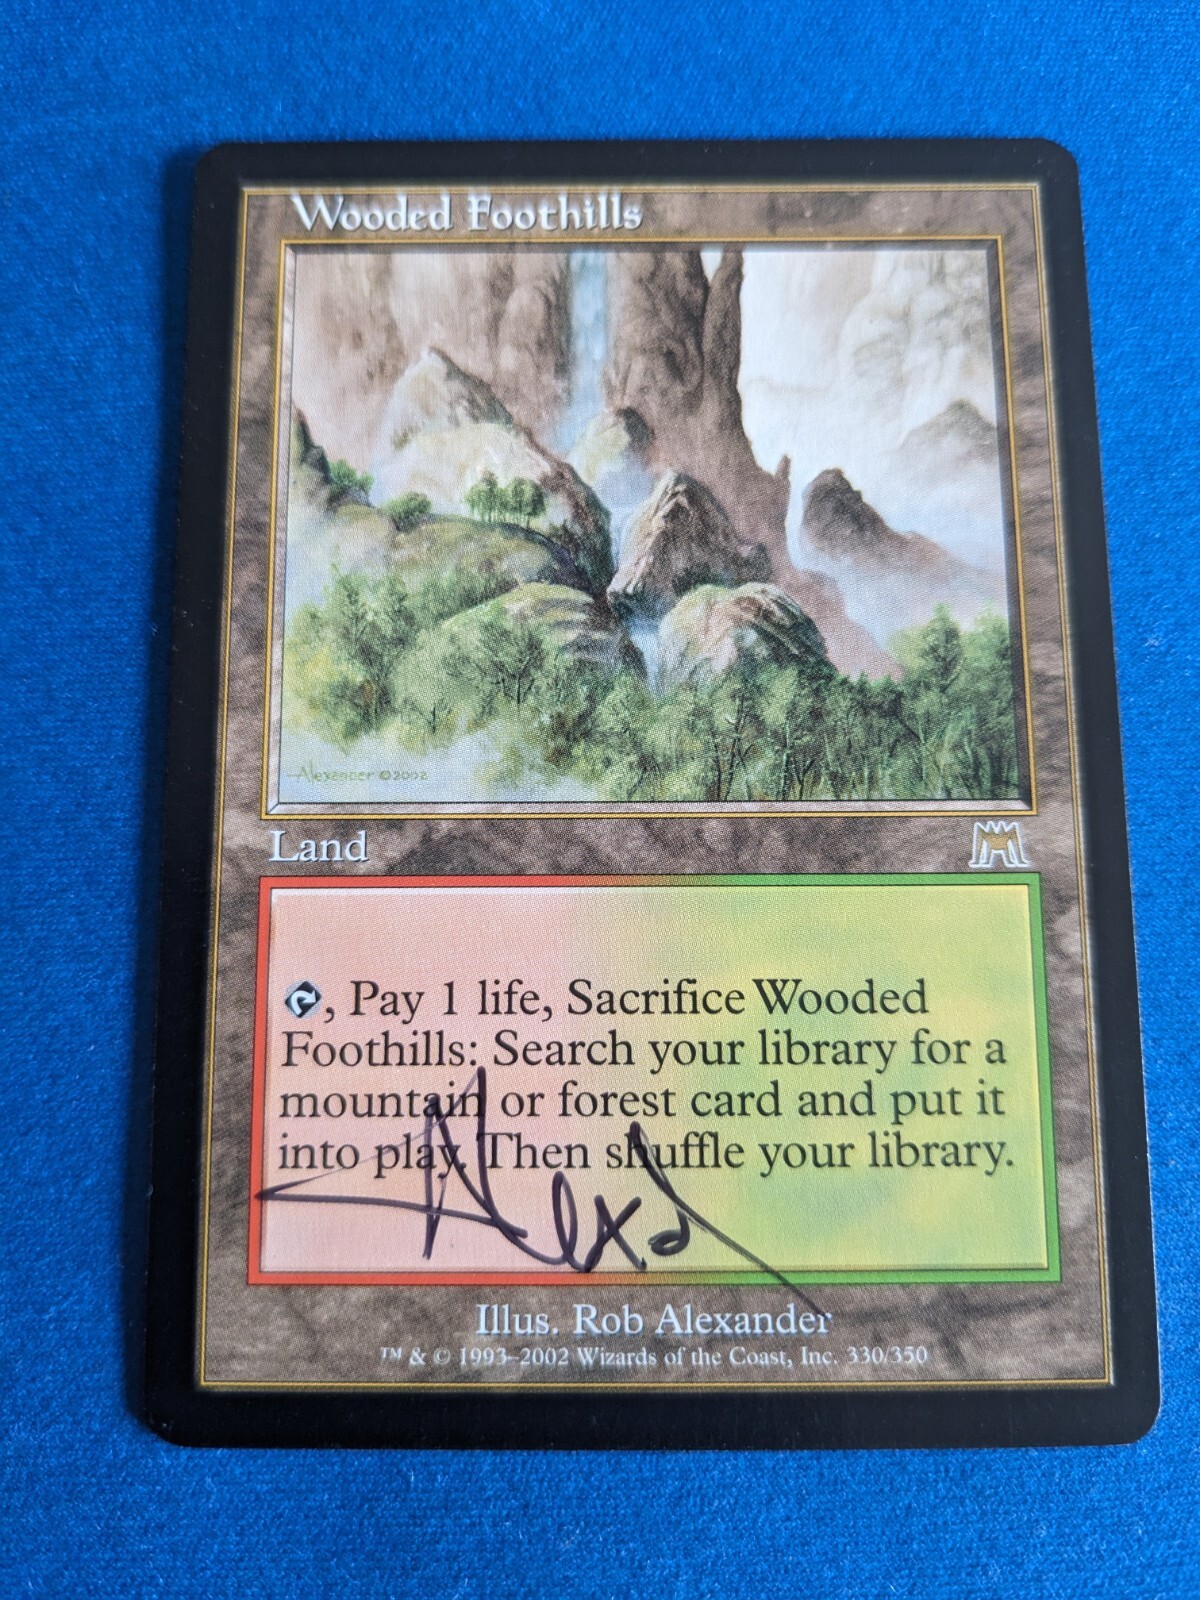 Wooded Foothills
Alexander ©2002
Land
, Pay 1 life, Sacrifice Wooded
Foothills: Search your library for a
mountain or forest card and put it
into play. Then shuffle your library.
Alexd
Illus. Rob Alexander
™ & © 1993–2002 Wizards of the Coast, Inc. 330/350